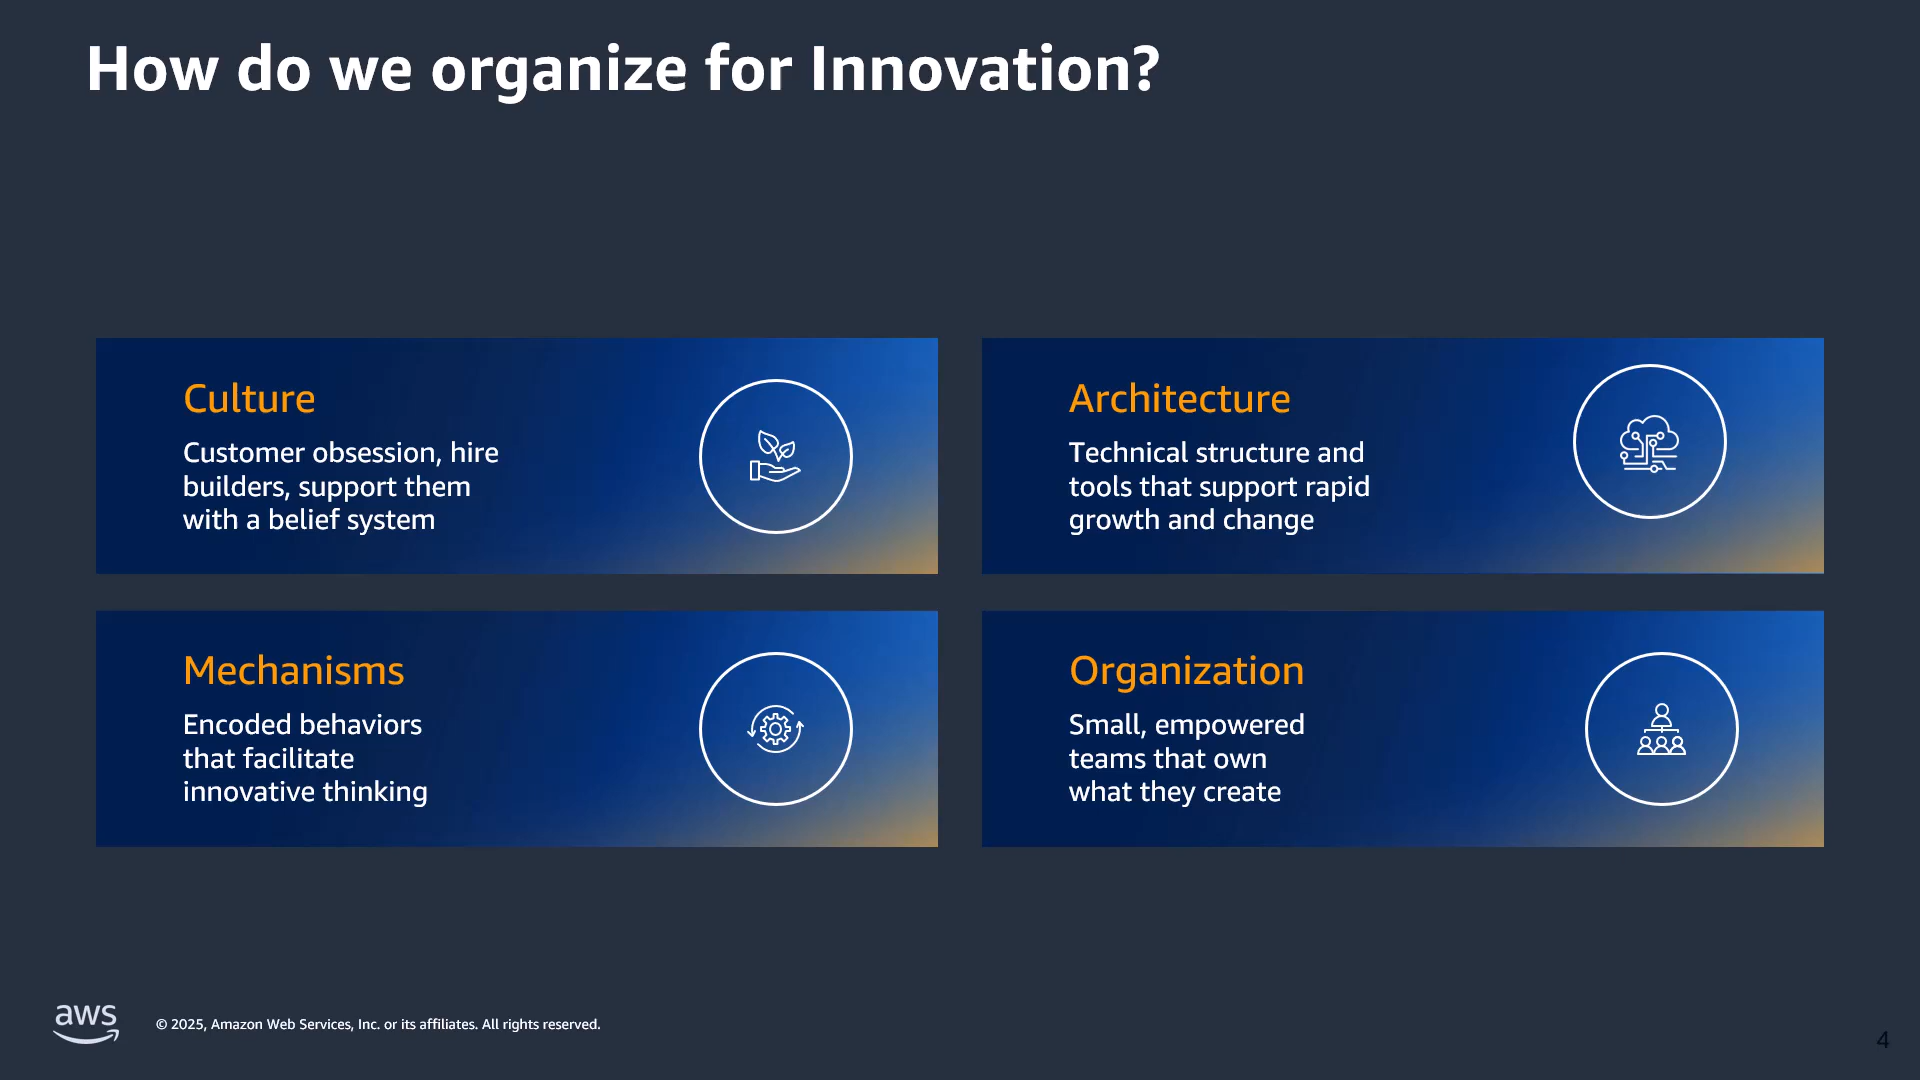 How do we organize for Innovation?
Culture
Customer obsession, hire
builders, support them
with a belief system
Architecture
Technical structure and
tools that support rapid
growth and change
Mechanisms
Encoded behaviors
that facilitate
innovative thinking
Organization
Small, empowered
teams that own
what they create
aws
© 2025, Amazon Web Services, Inc. or its affiliates. All rights reserved.
4